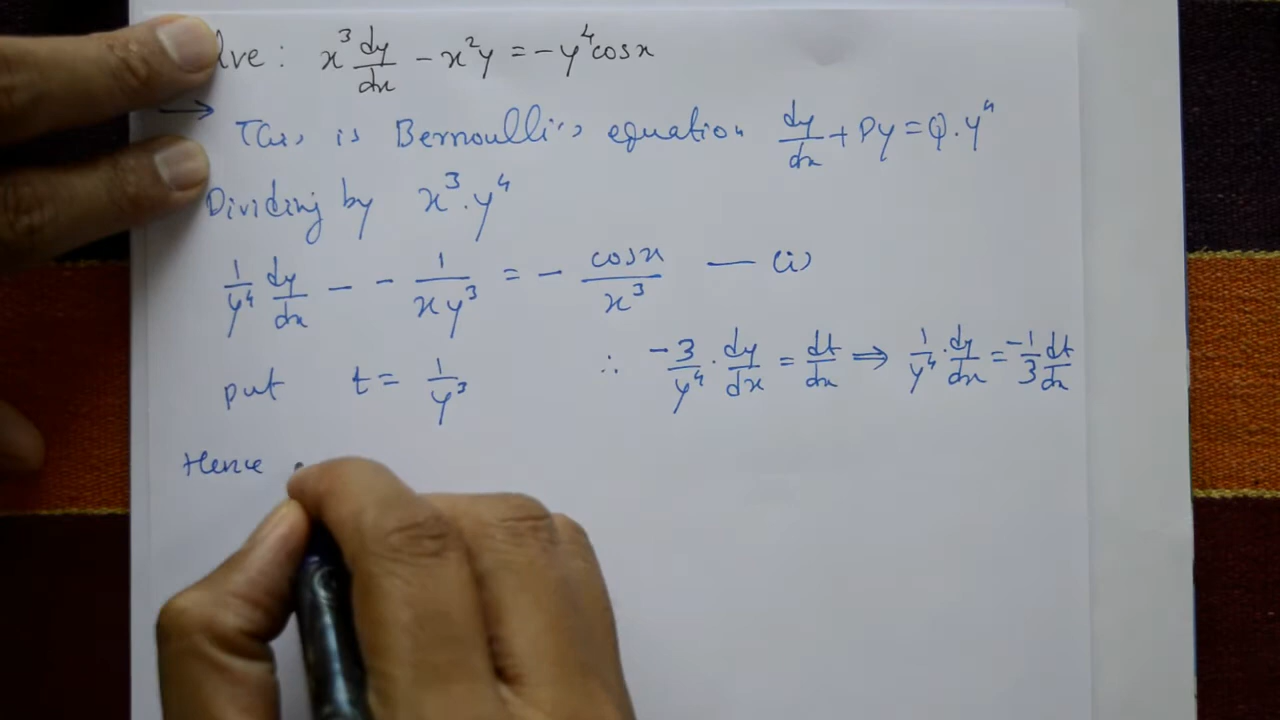 lve : x³ dy/dx - x²y = - y⁴cosx
→ This is Bernoulli's equation dy/dx + Py = Q.yⁿ
Dividing by x³.y⁴
1/y⁴ dy/dx - - 1/xy³ = - cosx/x³ — (i)
put t = 1/y³ ∴ -3/y⁴ . dy/dx = dt/dx ⇒ 1/y⁴ . dy/dx = -1/3 dt/dx
Hence